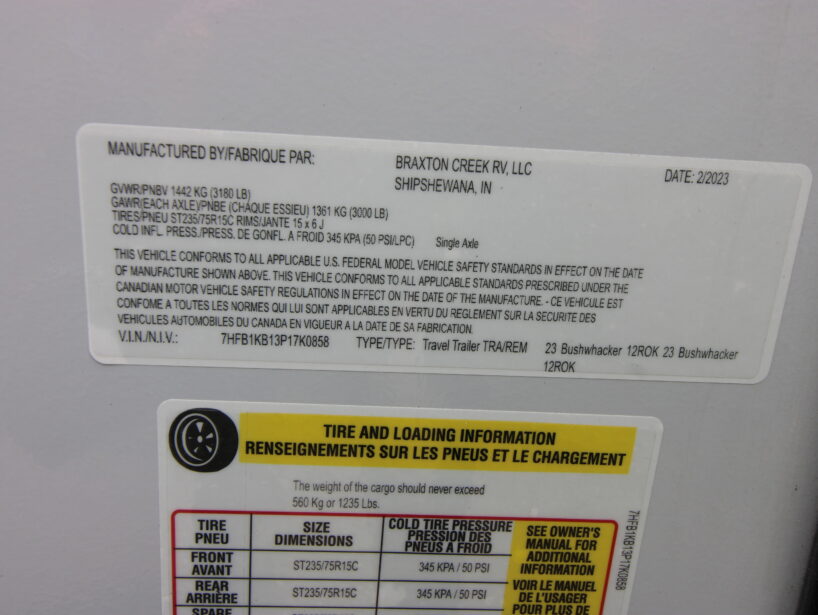 MANUFACTURED BY/FABRIQUE PAR: BRAXTON CREEK RV, LLC DATE: 2/2023
SHIPSHEWANA, IN
GVWR/PNBV 1442 KG (3180 LB)
GAWR(EACH AXLE)/PNBE (CHAQUE ESSIEU) 1361 KG (3000 LB)
TIRES/PNEU ST235/75R15C RIMS/JANTE 15 x 6 J
COLD INFL. PRESS./PRESS. DE GONFL. A FROID 345 KPA (50 PSI/LPC) Single Axle
THIS VEHICLE CONFORMS TO ALL APPLICABLE U.S. FEDERAL MODEL VEHICLE SAFETY STANDARDS IN EFFECT ON THE DATE
OF MANUFACTURE SHOWN ABOVE. THIS VEHICLE CONFORMS TO ALL APPLICABLE STANDARDS PRESCRIBED UNDER THE
CANADIAN MOTOR VEHICLE SAFETY REGULATIONS IN EFFECT ON THE DATE OF THE MANUFACTURE. - CE VEHICULE EST
CONFOME A TOUTES LES NORMES QUI LUI SONT APPLICABLES EN VERTU DU REGLEMENT SUR LA SECURITE DES
VEHICULES AUTOMOBILES DU CANADA EN VIGUEUR A LA DATE DE SA FABRICATION.
V.I.N./N.I.V.: 7HFB1KB13P17K0858 TYPE/TYPE: Travel Trailer TRA/REM 23 Bushwhacker 12ROK 23 Bushwhacker
12ROK
TIRE AND LOADING INFORMATION
RENSEIGNEMENTS SUR LES PNEUS ET LE CHARGEMENT
The weight of the cargo should never exceed
560 Kg or 1235 Lbs.
TIRE
PNEU
SIZE
DIMENSIONS
COLD TIRE PRESSURE
PRESSION DES
PNEUS A FROID
SEE OWNER'S
MANUAL FOR
ADDITIONAL
INFORMATION
VOIR LE MANUEL
DE L'USAGER
POUR PLUS DE
FRONT
AVANT
ST235/75R15C
345 KPA / 50 PSI
REAR
ARRIÈRE
ST235/75R15C
345 KPA / 50 PSI
SPARE
7HFB1KB13P17K0858